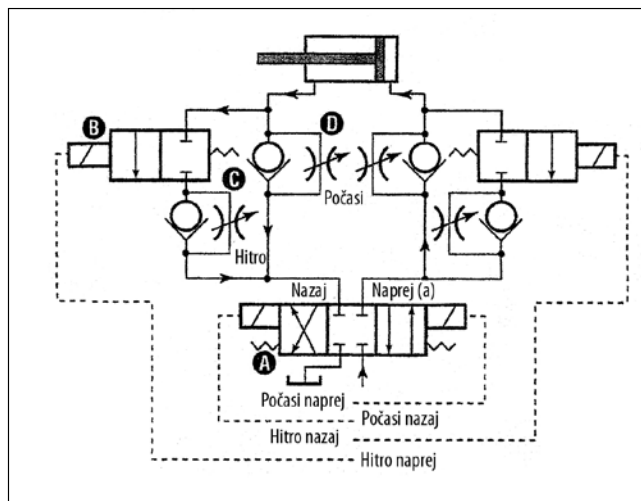 B
D
C
Počasi
Hitro
Nazaj
Naprej (a)
A
Počasi naprej
Počasi nazaj
Hitro nazaj
Hitro naprej